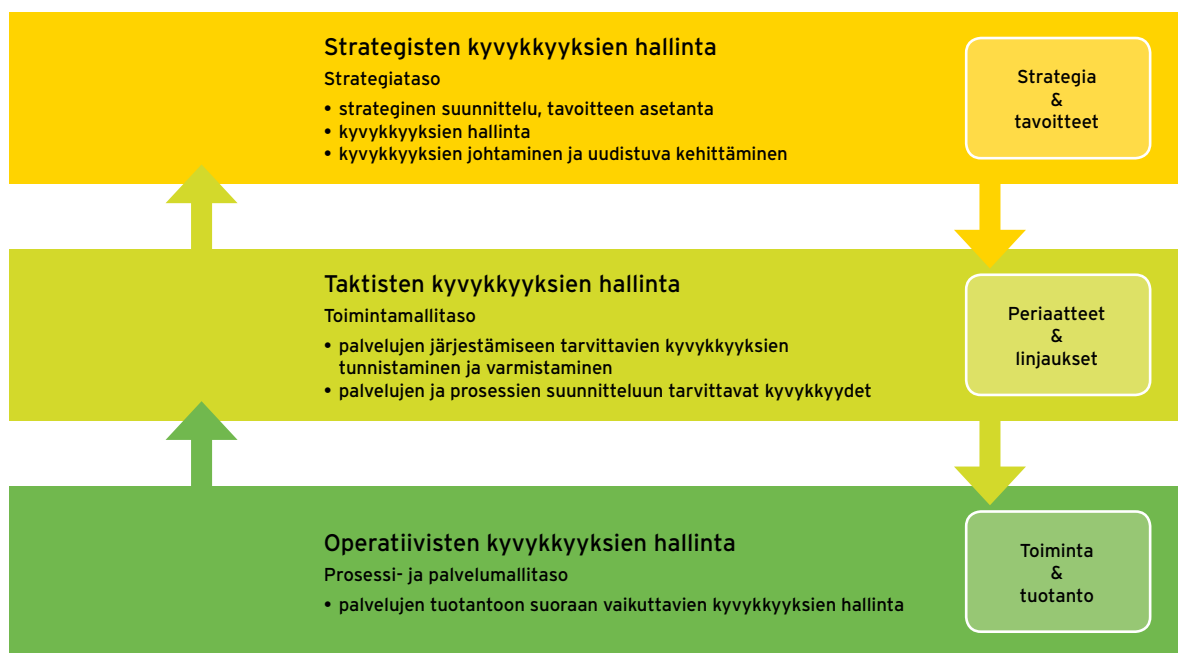 Strategisten kyvykkyyksien hallinta
Strategiataso
• strateginen suunnittelu, tavoitteen asetanta
• kyvykkyyksien hallinta
• kyvykkyyksien johtaminen ja uudistuva kehittäminen
Strategia
&
tavoitteet
Taktisten kyvykkyyksien hallinta
Toimintamallitaso
• palvelujen järjestämiseen tarvittavien kyvykkyyksien
tunnistaminen ja varmistaminen
• palvelujen ja prosessien suunnitteluun tarvittavat kyvykkyydet
Periaatteet
&
linjaukset
Operatiivisten kyvykkyyksien hallinta
Prosessi- ja palvelumallitaso
• palvelujen tuotantoon suoraan vaikuttavien kyvykkyyksien hallinta
Toiminta
&
tuotanto